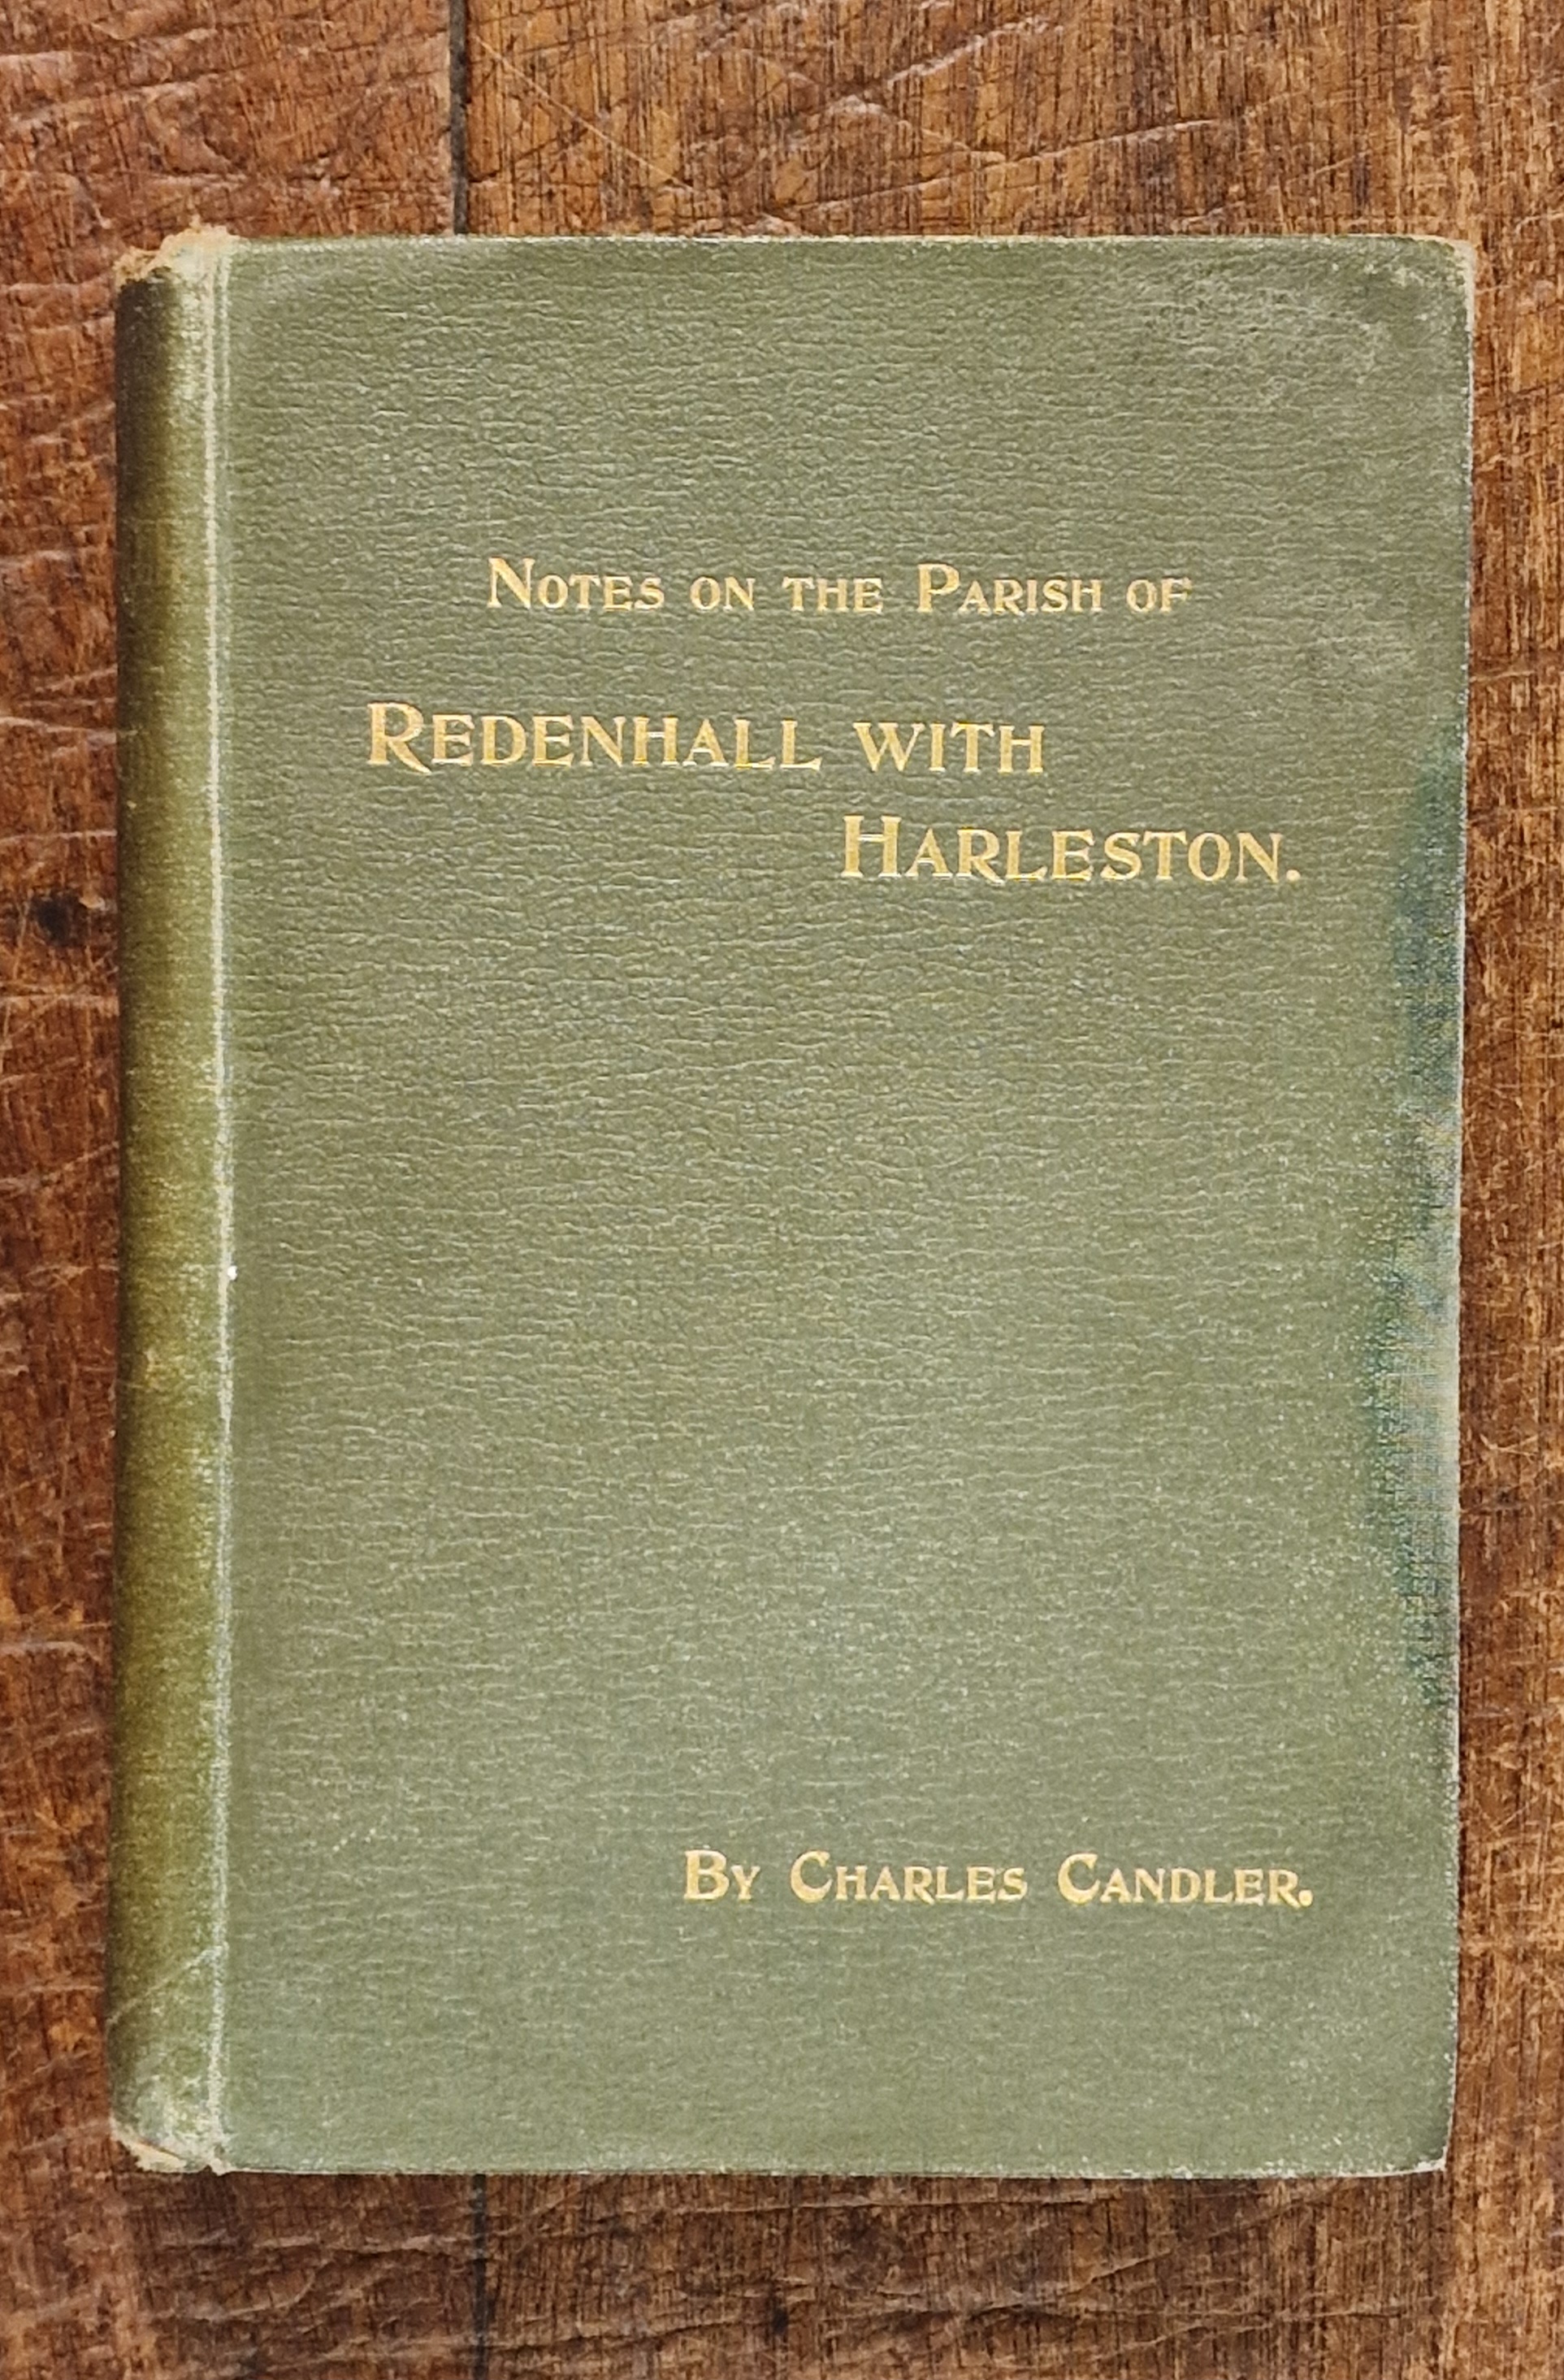 Notes on the Parish of
Redenhall with
Harleston.
By Charles Candler.